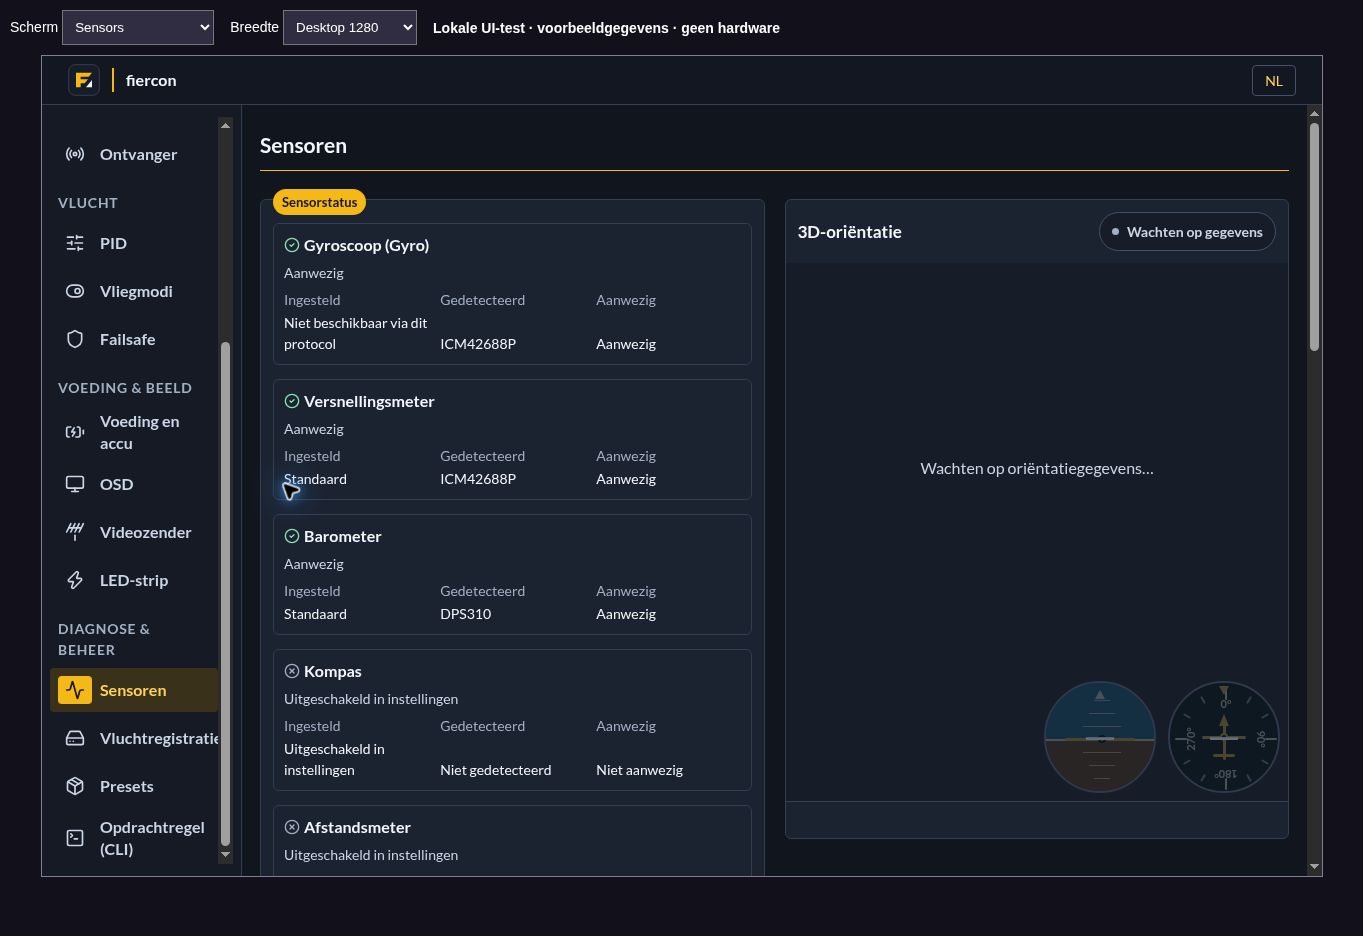 Scherm Sensors Breedte Desktop 1280 Lokale UI-test · voorbeeldgegevens · geen hardware
fiercon
NL
Ontvanger
VLUCHT
PID
Vliegmodi
Failsafe
VOEDING & BEELD
Voeding en
accu
OSD
Videozender
LED-strip
DIAGNOSE &
BEHEER
Sensoren
Vluchtregistratie
Presets
Opdrachtregel
(CLI)
Sensoren
Sensorstatus
Gyroscoop (Gyro)
Aanwezig
Ingesteld Gedetecteerd Aanwezig
Niet beschikbaar via dit
protocol ICM42688P Aanwezig
Versnellingsmeter
Aanwezig
Ingesteld Gedetecteerd Aanwezig
Standaard ICM42688P Aanwezig
Barometer
Aanwezig
Ingesteld Gedetecteerd Aanwezig
Standaard DPS310 Aanwezig
Kompas
Uitgeschakeld in instellingen
Ingesteld Gedetecteerd Aanwezig
Uitgeschakeld in
instellingen Niet gedetecteerd Niet aanwezig
Afstandsmeter
Uitgeschakeld in instellingen
3D-oriëntatie
Wachten op gegevens
Wachten op oriëntatiegegevens…
0°
270°
90°
180°